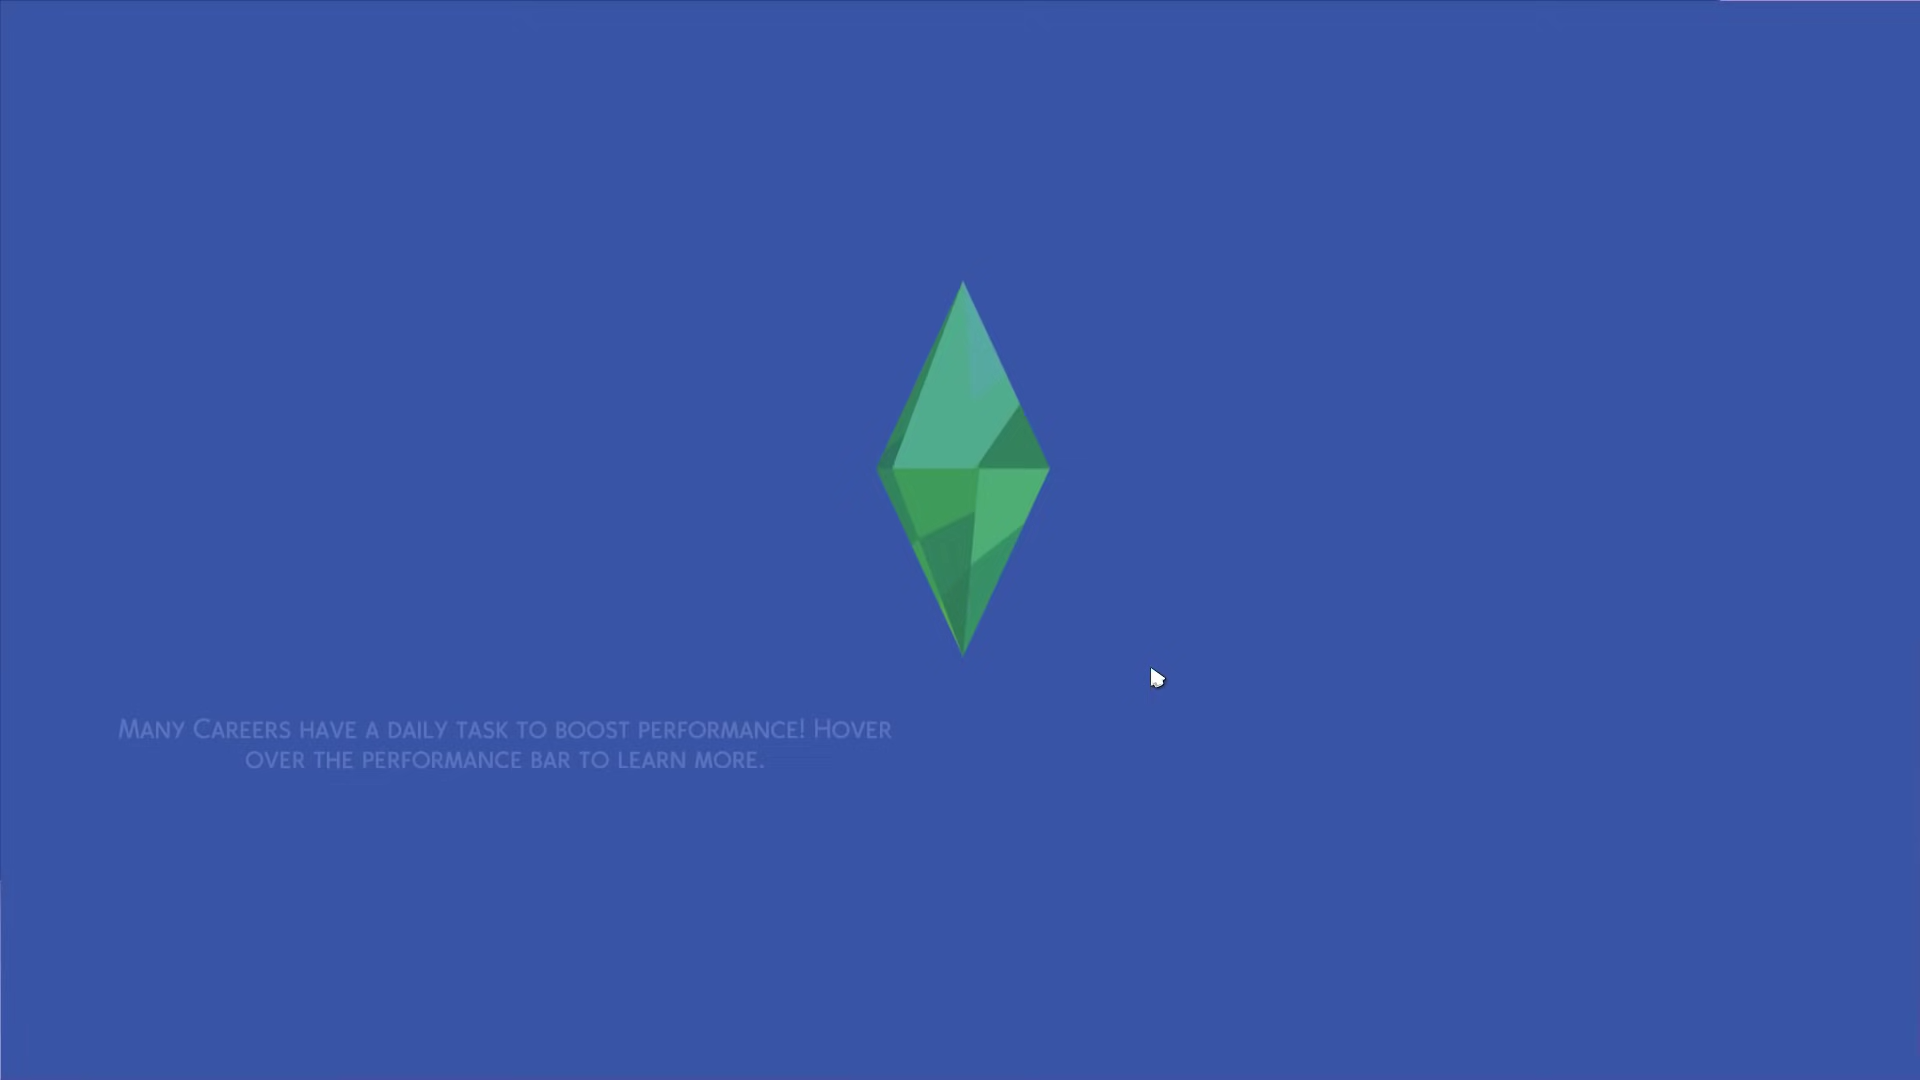 Many Careers have a daily task to boost performance! Hover
over the performance bar to learn more.